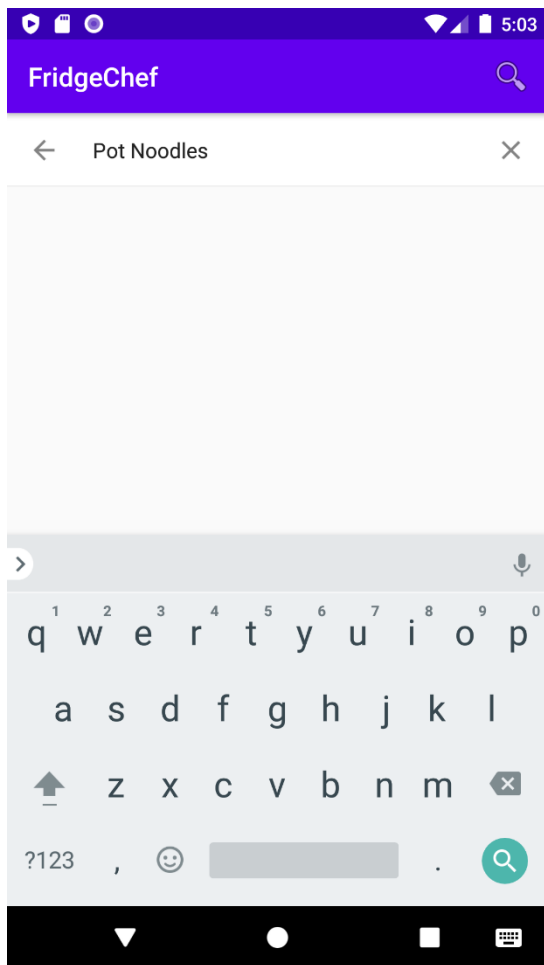 5:03
FridgeChef
Pot Noodles
1 2 3 4 5 6 7 8 9 0
q w e r t y u i o p
a s d f g h j k l
z x c v b n m
?123 , .